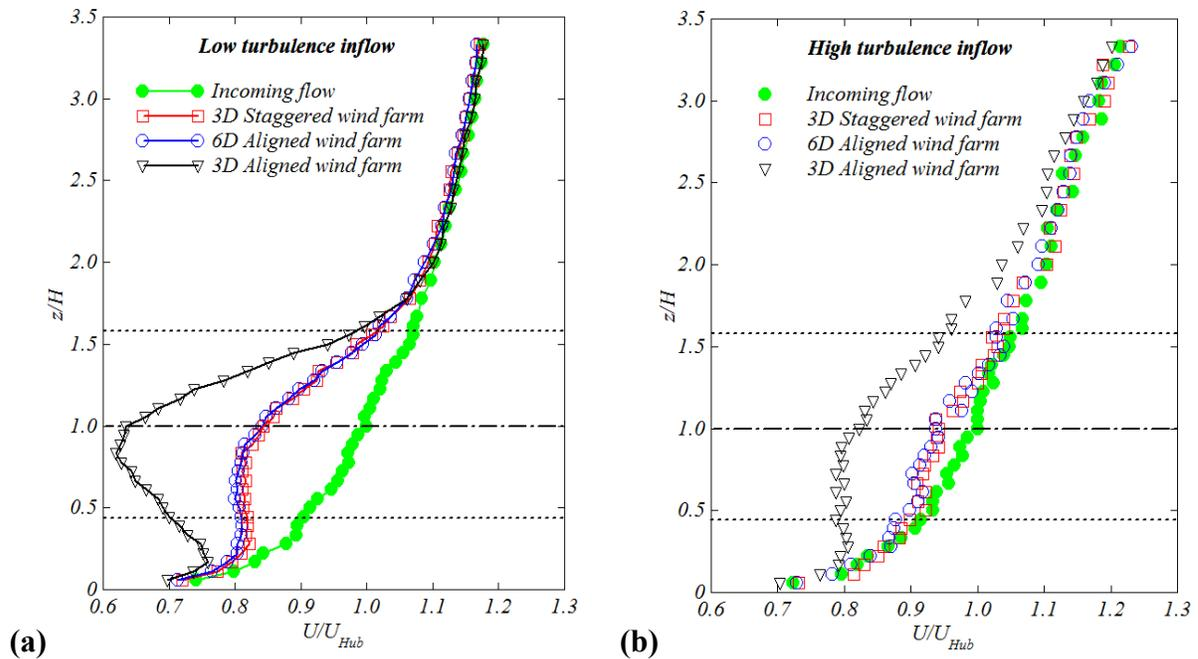 3.5
3.0
2.5
2.0
1.5
1.0
0.5
0
z/H
Low turbulence inflow
Incoming flow
3D Staggered wind farm
6D Aligned wind farm
3D Aligned wind farm
0.6 0.7 0.8 0.9 1.0 1.1 1.2 1.3
U/U_Hub
(a)
3.5
3.0
2.5
2.0
1.5
1.0
0.5
0
z/H
High turbulence inflow
Incoming flow
3D Staggered wind farm
6D Aligned wind farm
3D Aligned wind farm
0.6 0.7 0.8 0.9 1.0 1.1 1.2 1.3
U/U_Hub
(b)